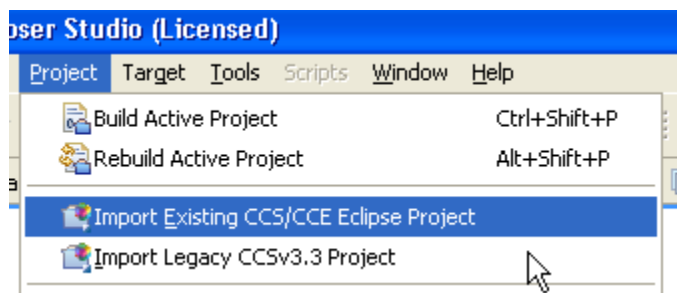 oser Studio (Licensed)
Project Target Tools Scripts Window Help
Build Active Project Ctrl+Shift+P
Rebuild Active Project Alt+Shift+P
a
Import Existing CCS/CCE Eclipse Project
Import Legacy CCSv3.3 Project